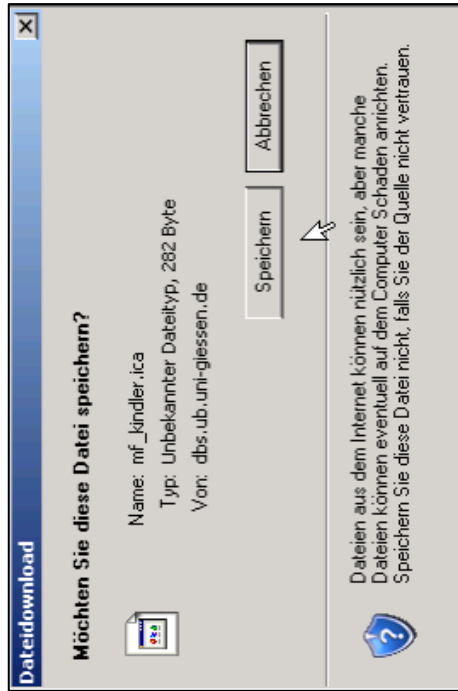 Dateidownload
Möchten Sie diese Datei speichern?
Name: mf_kindler.ica
Typ: Unbekannter Dateityp, 282 Byte
Von: dbs.ub.uni-giessen.de
Speichern Abbrechen
Dateien aus dem Internet können nützlich sein, aber manche
Dateien können eventuell auf dem Computer Schaden anrichten.
Speichern Sie diese Datei nicht, falls Sie der Quelle nicht vertrauen.